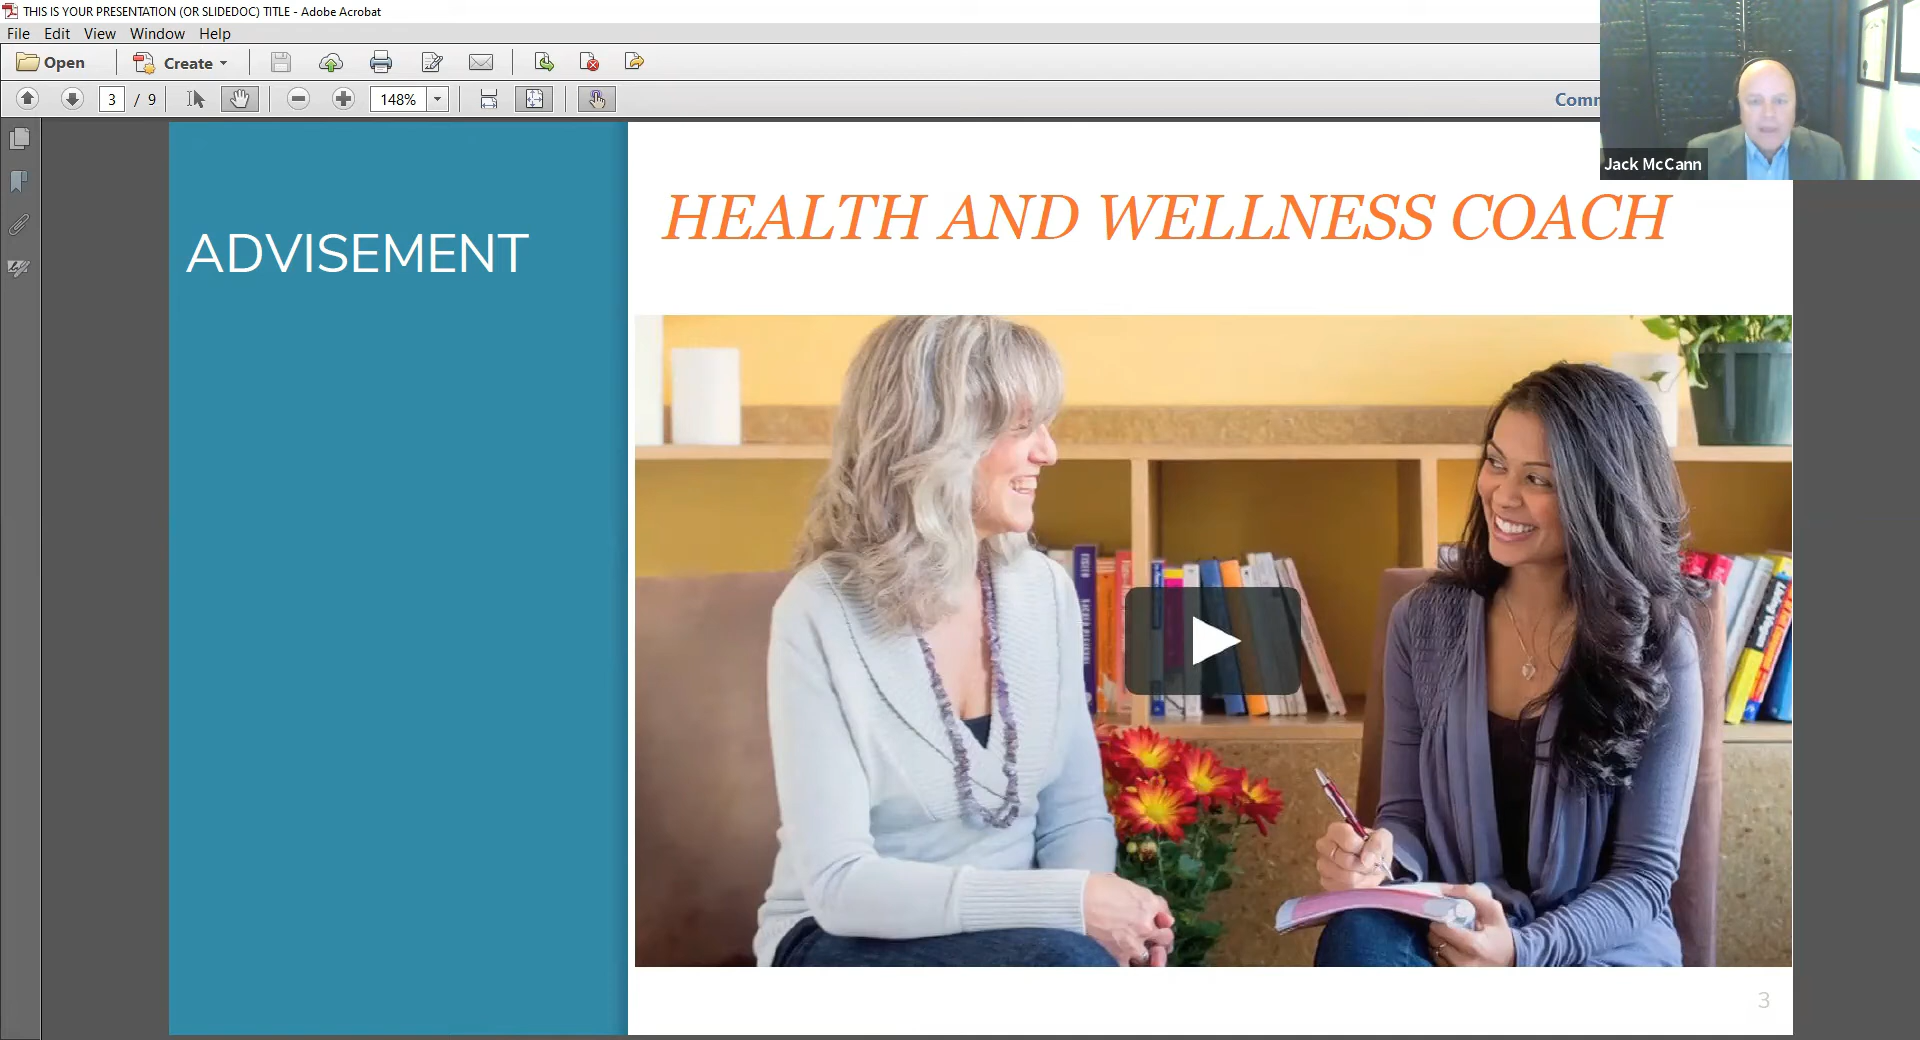 THIS IS YOUR PRESENTATION (OR SLIDEDOC) TITLE - Adobe Acrobat
File Edit View Window Help
Open Create
3 / 9 148% Comm
Jack McCann
HEALTH AND WELLNESS COACH
ADVISEMENT
3